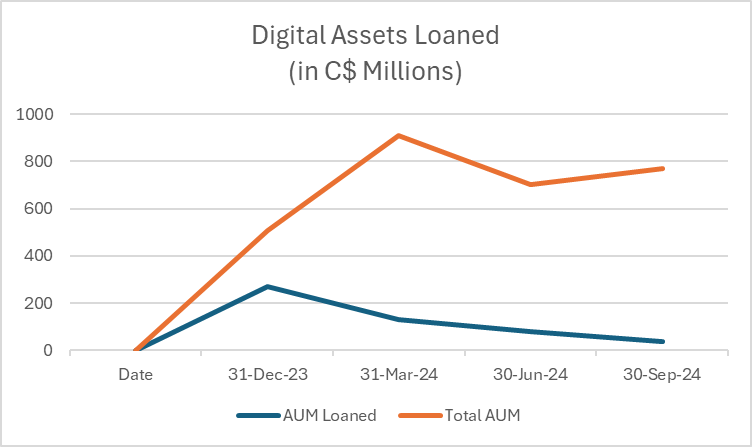 Digital Assets Loaned
(in C$ Millions)
1000
800
600
400
200
0
Date 31-Dec-23 31-Mar-24 30-Jun-24 30-Sep-24
AUM Loaned Total AUM